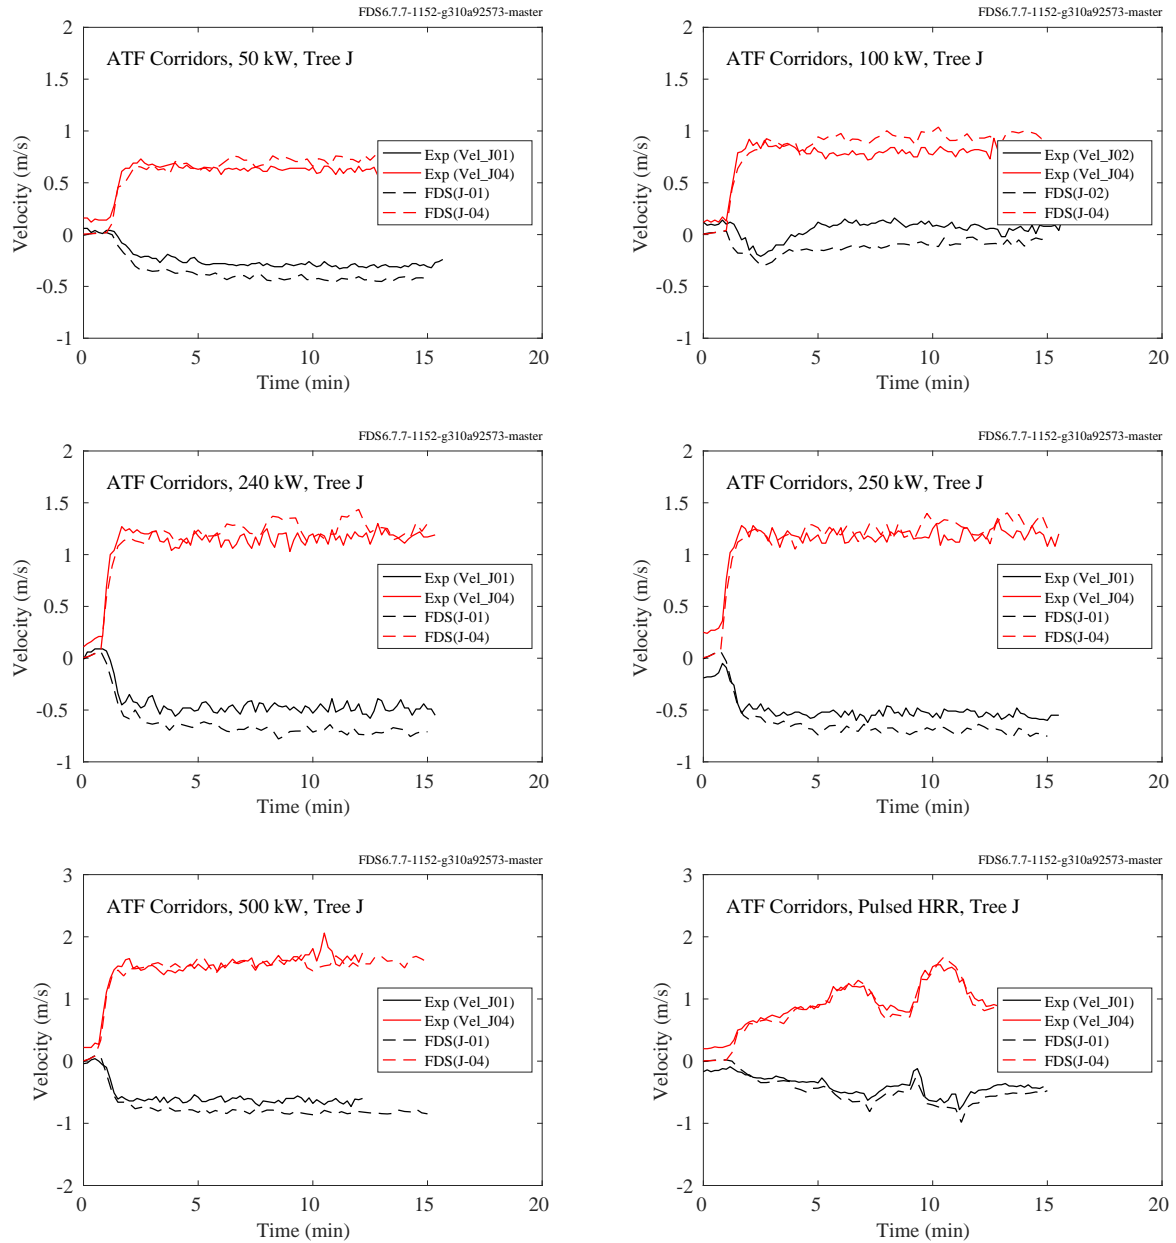 FDS6.7.7-1152-g310a92573-master
ATF Corridors, 50 kW, Tree J
Velocity (m/s)
2
1.5
1
0.5
0
-0.5
-1
Exp (Vel_J01)
Exp (Vel_J04)
FDS(J-01)
FDS(J-04)
0 5 10 15 20
Time (min)
FDS6.7.7-1152-g310a92573-master
ATF Corridors, 100 kW, Tree J
Velocity (m/s)
2
1.5
1
0.5
0
-0.5
-1
Exp (Vel_J02)
Exp (Vel_J04)
FDS(J-02)
FDS(J-04)
0 5 10 15 20
Time (min)
FDS6.7.7-1152-g310a92573-master
ATF Corridors, 240 kW, Tree J
Velocity (m/s)
2
1.5
1
0.5
0
-0.5
-1
Exp (Vel_J01)
Exp (Vel_J04)
FDS(J-01)
FDS(J-04)
0 5 10 15 20
Time (min)
FDS6.7.7-1152-g310a92573-master
ATF Corridors, 250 kW, Tree J
Velocity (m/s)
2
1.5
1
0.5
0
-0.5
-1
Exp (Vel_J01)
Exp (Vel_J04)
FDS(J-01)
FDS(J-04)
0 5 10 15 20
Time (min)
FDS6.7.7-1152-g310a92573-master
ATF Corridors, 500 kW, Tree J
Velocity (m/s)
3
2
1
0
-1
-2
Exp (Vel_J01)
Exp (Vel_J04)
FDS(J-01)
FDS(J-04)
0 5 10 15 20
Time (min)
FDS6.7.7-1152-g310a92573-master
ATF Corridors, Pulsed HRR, Tree J
Velocity (m/s)
3
2
1
0
-1
-2
Exp (Vel_J01)
Exp (Vel_J04)
FDS(J-01)
FDS(J-04)
0 5 10 15 20
Time (min)